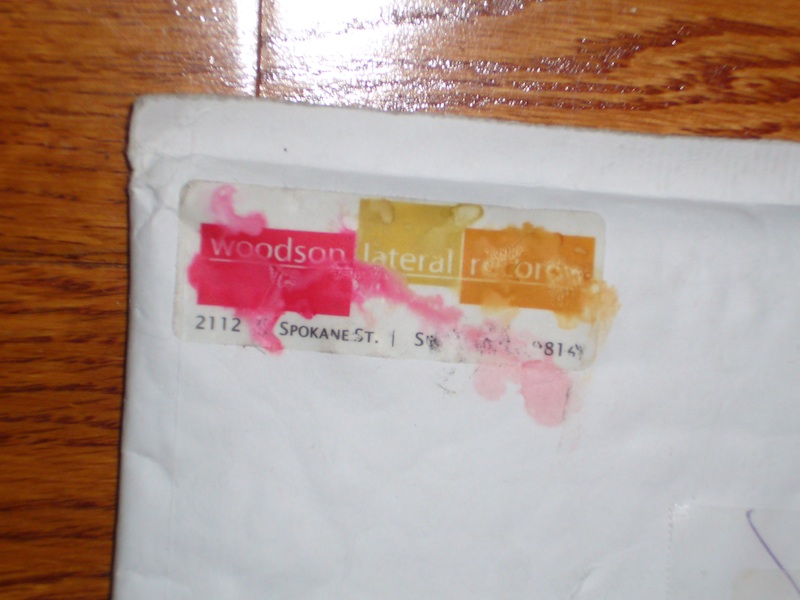 woodson lateral records
2112 SPOKANE ST. |